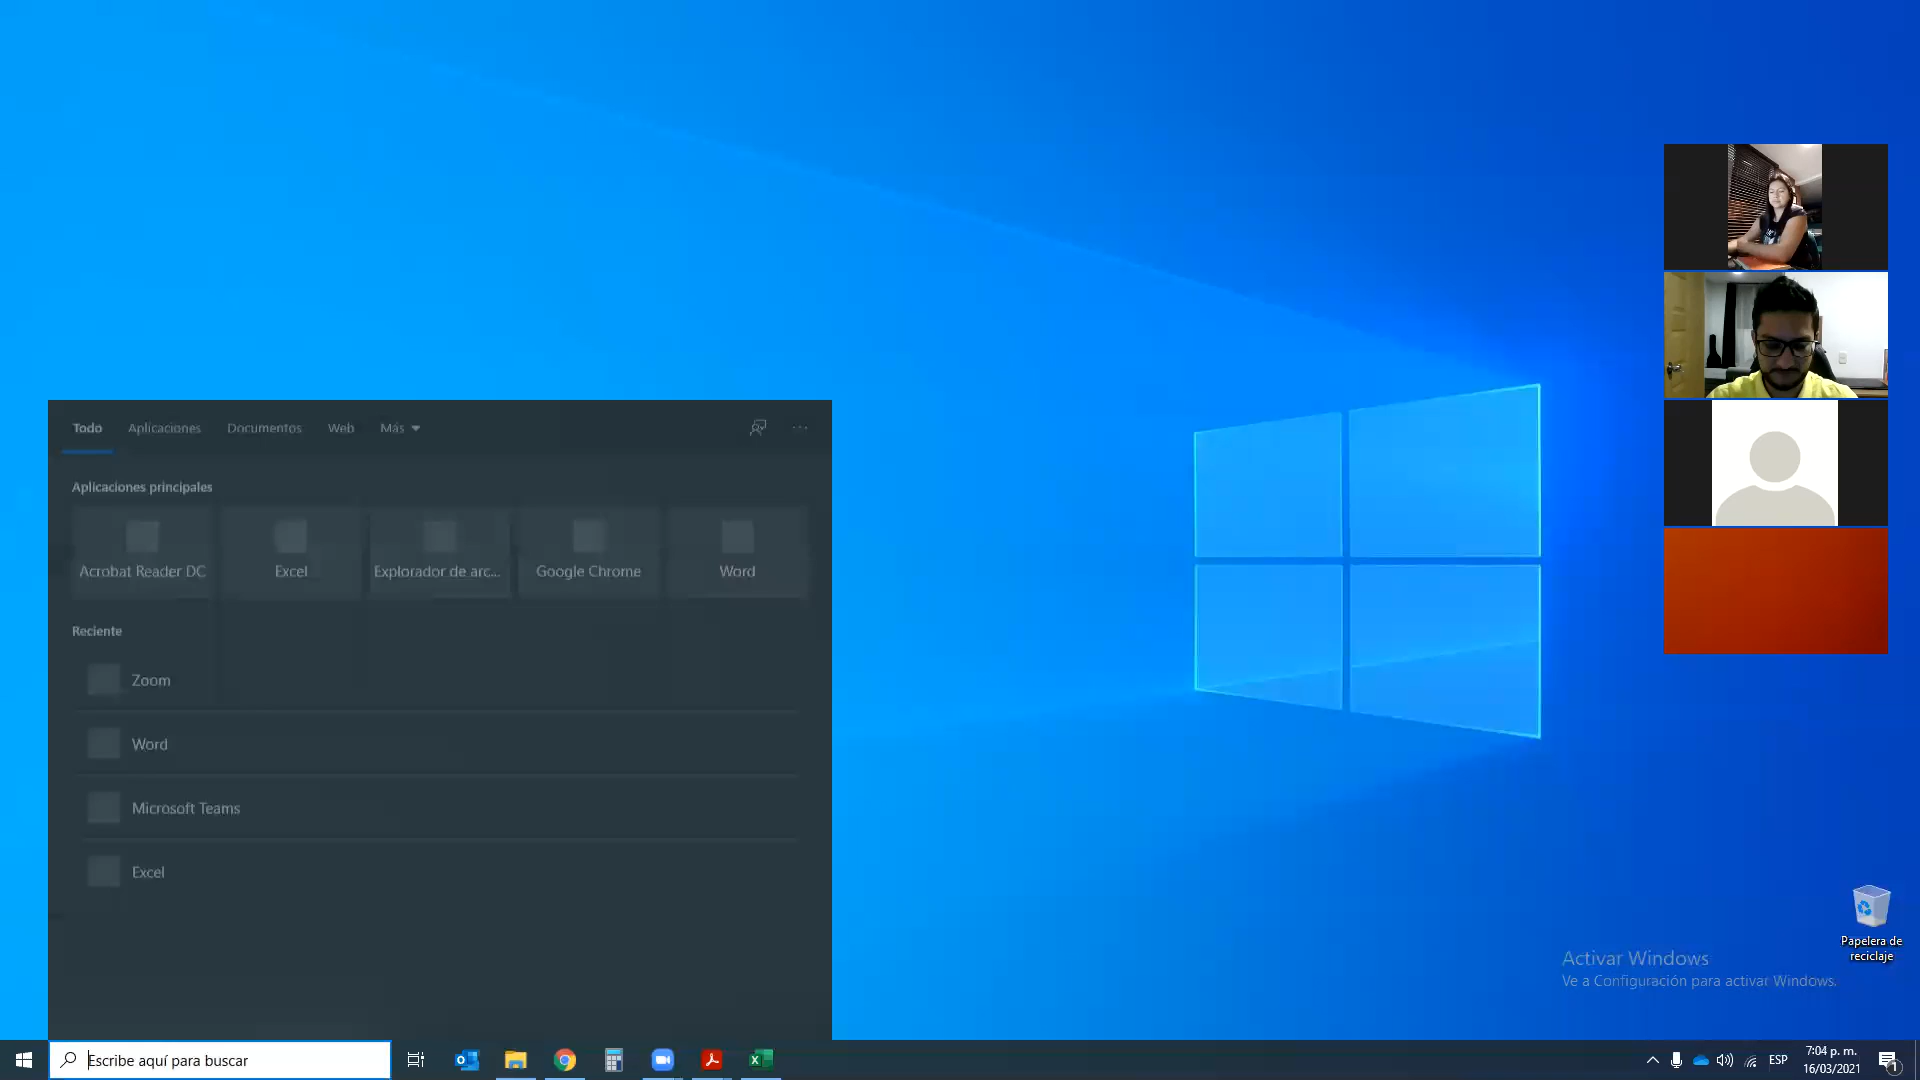 Todo Aplicaciones Documentos Web Más
Aplicaciones principales
Acrobat Reader DC Excel Explorador de arc... Google Chrome Word
Reciente
Zoom
Word
Microsoft Teams
Excel
Papelera de
reciclaje
Activar Windows
Ve a Configuración para activar Windows.
Escribe aquí para buscar
ESP
7:04 p. m.
16/03/2021
1